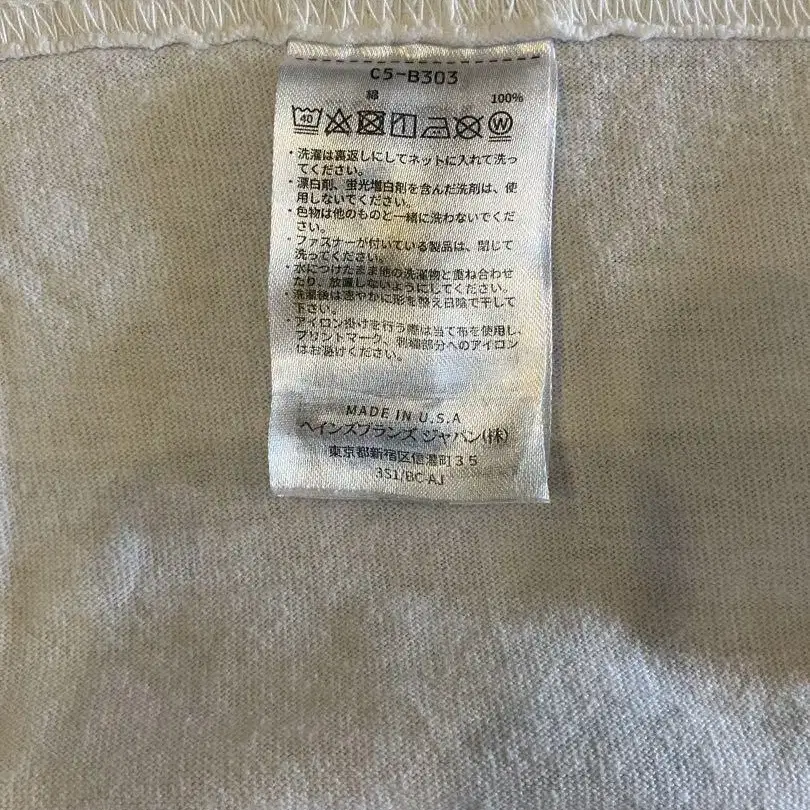 C5-B303
綿 100%
40
W
・洗濯は裏返しにしてネットに入れて洗っ
てください。
・漂白剤、蛍光増白剤を含んだ洗剤は、使
用しないでください。
・色物は他のものと一緒に洗わないでくだ
さい。
・ファスナーが付いている製品は、閉じて
洗ってください。
・水につけたまま他の洗濯物と重ね合わせ
たり、放置しないようにしてください。
・洗濯後は速やかに形を整え日陰で干して
下さい。
・アイロン掛けを行う際は当て布を使用し、
プリントマーク、刺繍部分へのアイロン
はお避けください。
MADE IN U.S.A
ヘインズブランズ ジャパン(株)
東京都新宿区信濃町35
3S1/BC-AJ